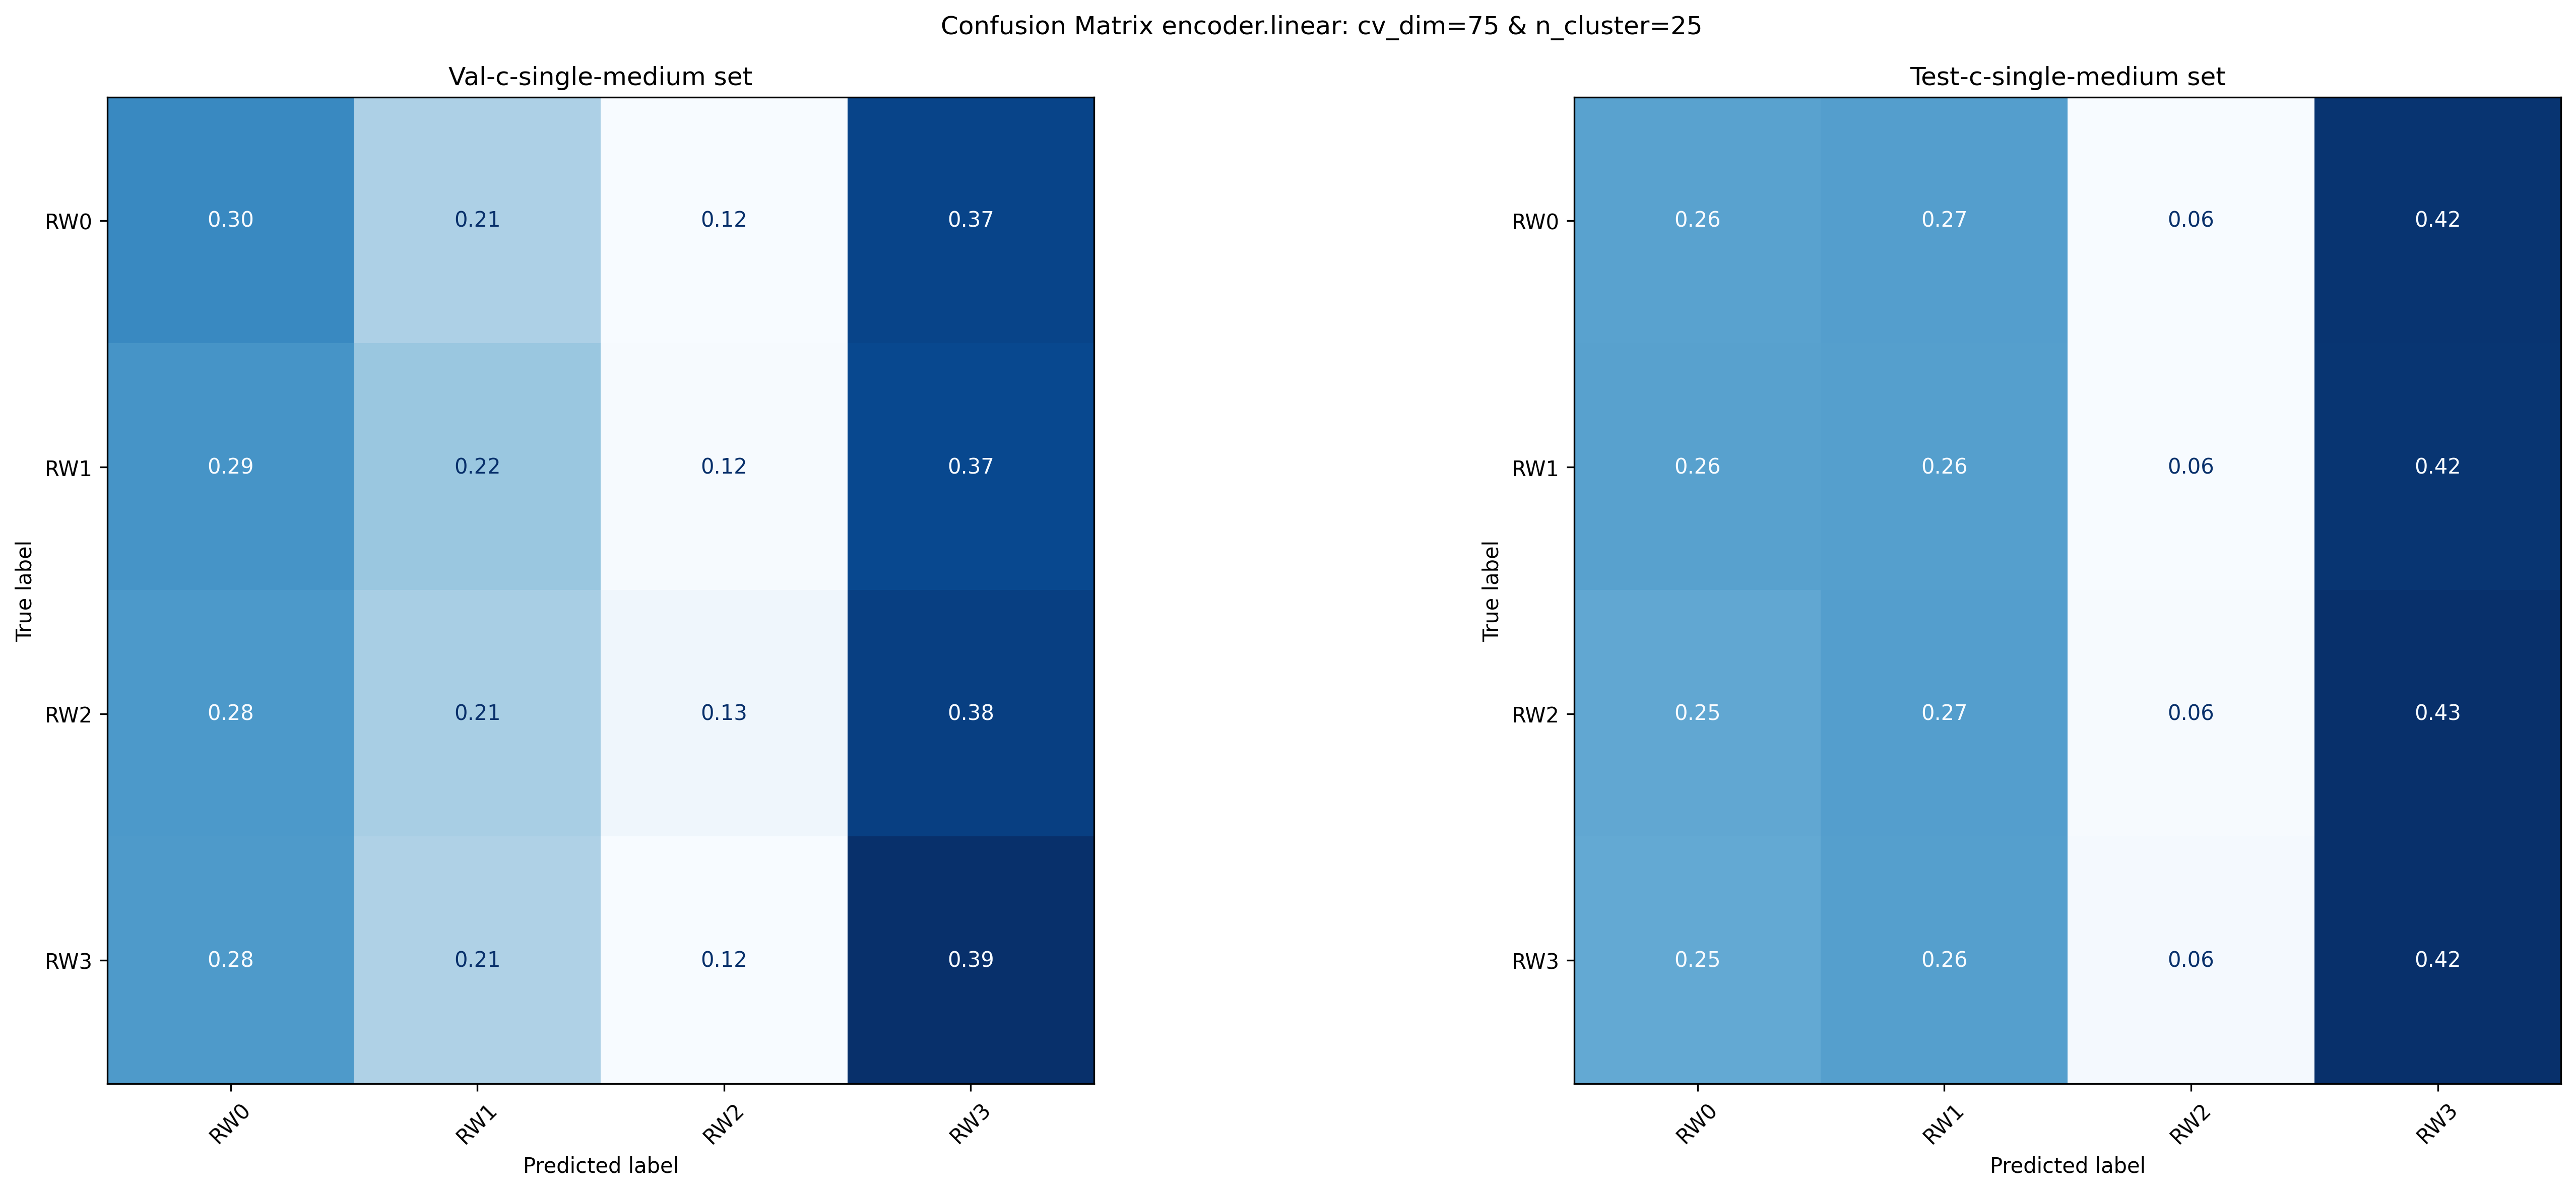 Confusion Matrix encoder.linear: cv_dim=75 & n_cluster=25
Val-c-single-medium set
True label
RW0 0.30 0.21 0.12 0.37
RW1 0.29 0.22 0.12 0.37
RW2 0.28 0.21 0.13 0.38
RW3 0.28 0.21 0.12 0.39
RW0 RW1 RW2 RW3
Predicted label
Test-c-single-medium set
True label
RW0 0.26 0.27 0.06 0.42
RW1 0.26 0.26 0.06 0.42
RW2 0.25 0.27 0.06 0.43
RW3 0.25 0.26 0.06 0.42
RW0 RW1 RW2 RW3
Predicted label